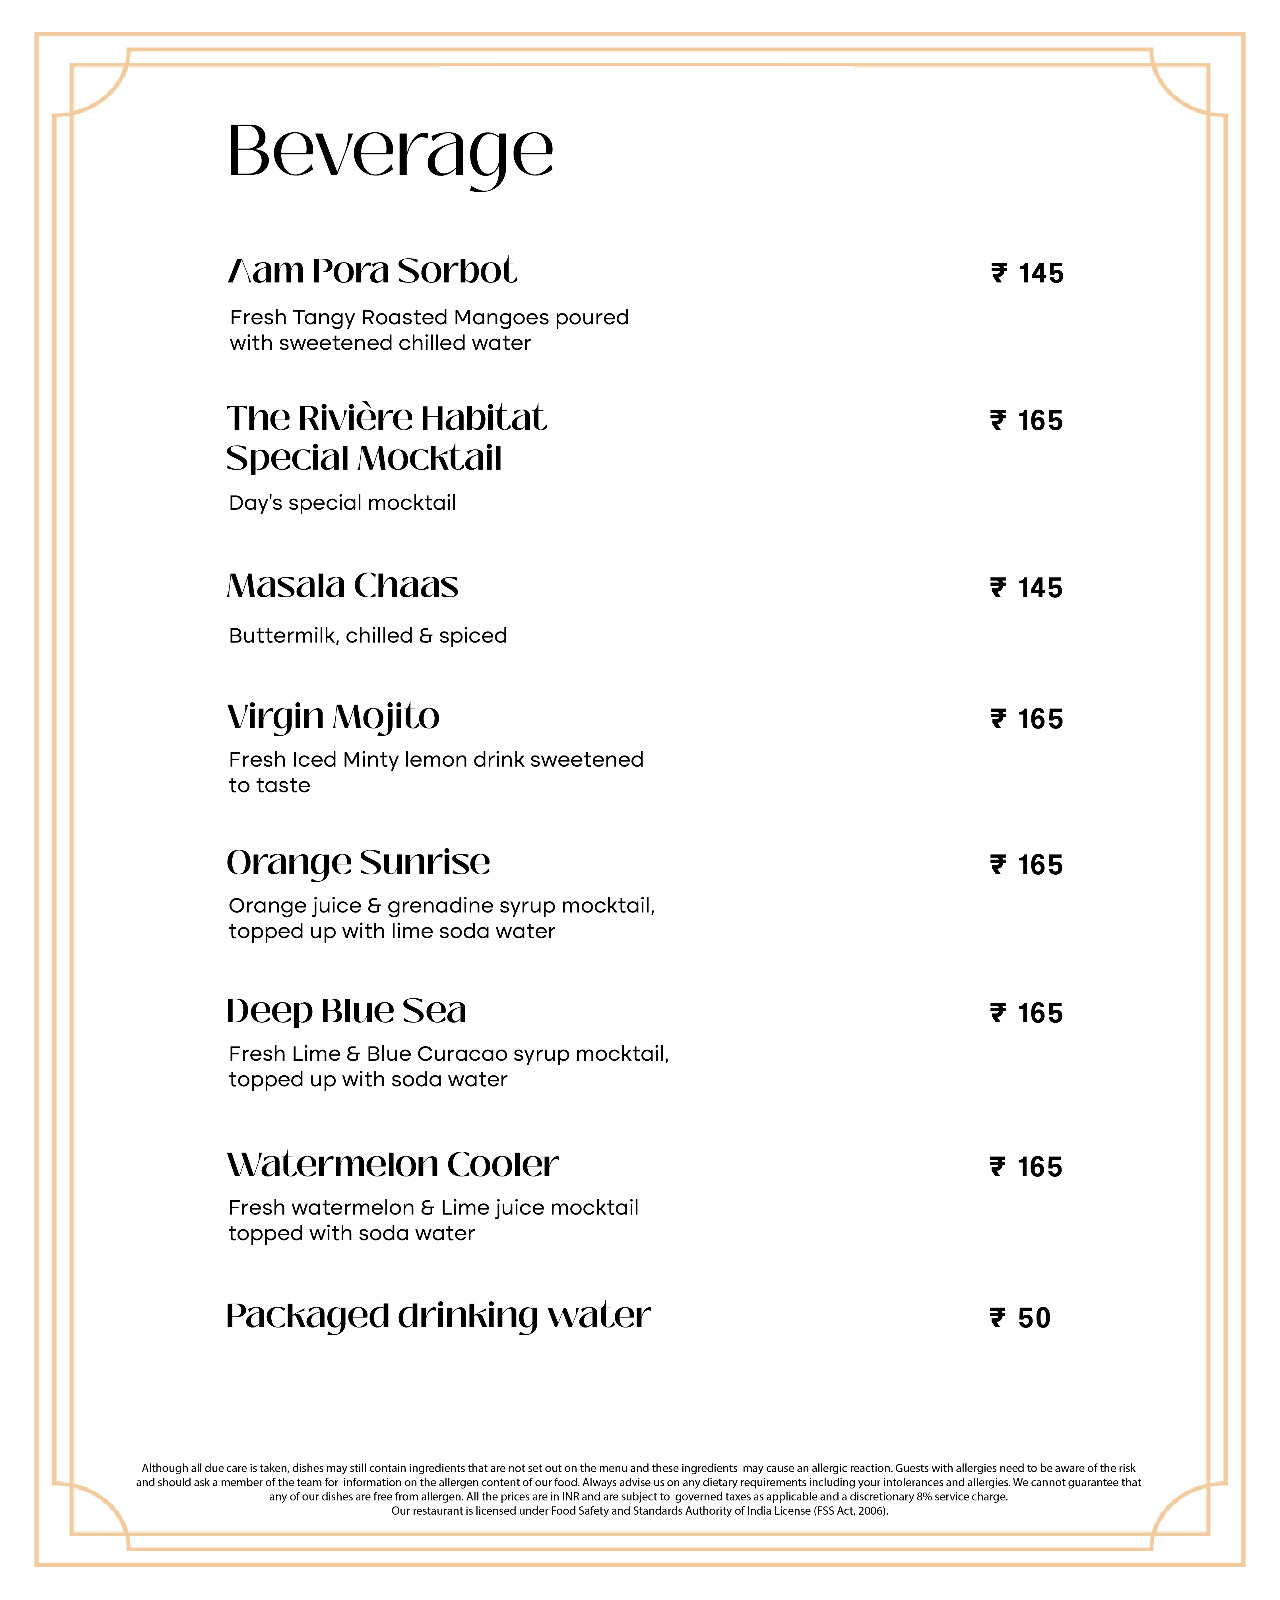 Beverage
Aam Pora Sorbot ₹ 145
Fresh Tangy Roasted Mangoes poured
with sweetened chilled water
The Rivière Habitat ₹ 165
Special Mocktail
Day's special mocktail
Masala Chaas ₹ 145
Buttermilk, chilled & spiced
Virgin Mojito ₹ 165
Fresh Iced Minty lemon drink sweetened
to taste
Orange Sunrise ₹ 165
Orange juice & grenadine syrup mocktail,
topped up with lime soda water
Deep Blue Sea ₹ 165
Fresh Lime & Blue Curacao syrup mocktail,
topped up with soda water
Watermelon Cooler ₹ 165
Fresh watermelon & Lime juice mocktail
topped with soda water
Packaged drinking water ₹ 50
Although all due care is taken, dishes may still contain ingredients that are not set out on the menu and these ingredients may cause an allergic reaction. Guests with allergies need to be aware of the risk
and should ask a member of the team for information on the allergen content of our food. Always advise us on any dietary requirements including your intolerances and allergies. We cannot guarantee that
any of our dishes are free from allergen. All the prices are in INR and are subject to governed taxes as applicable and a discretionary 8% service charge.
Our restaurant is licensed under Food Safety and Standards Authority of India License (FSS Act, 2006).